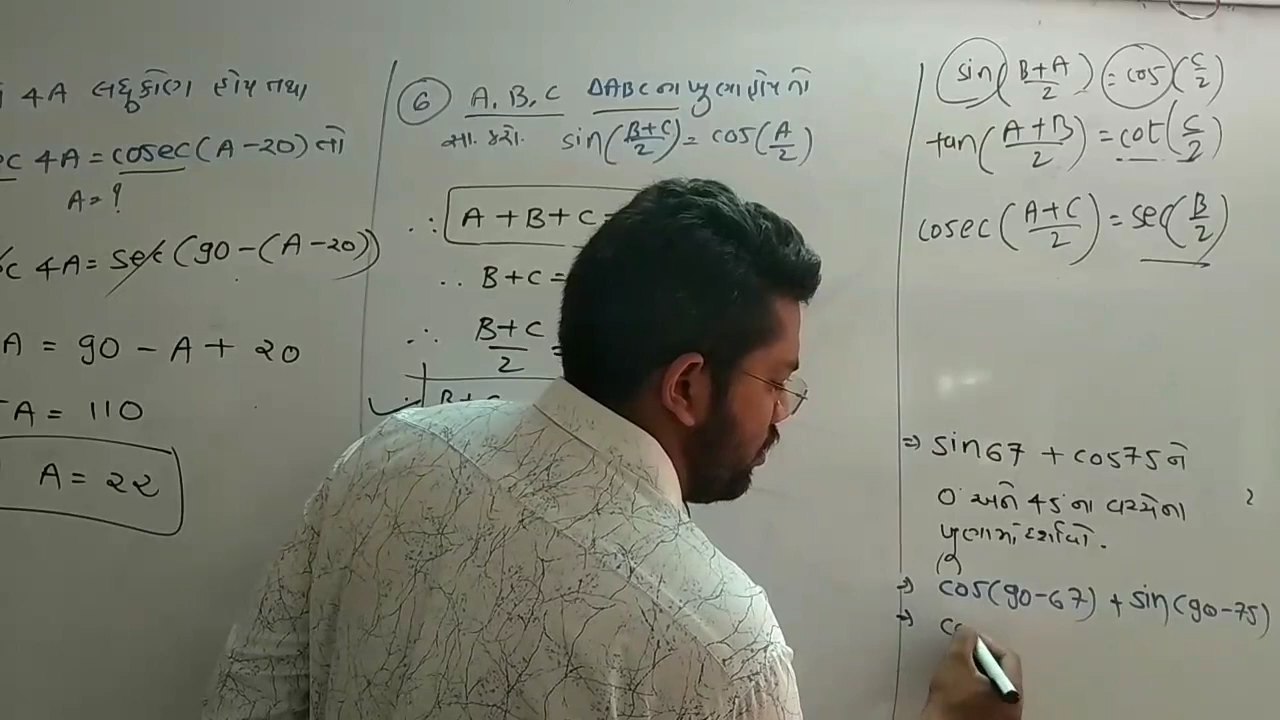 4A લઘુકોણ હોય તથા
c 4A = cosec(A-20) તો
A = ?
c 4A = sec(90-(A-20))
A = 90 - A + 20
A = 110
A = 22
6 A, B, C ΔABC ના ખૂણા હોય તો
સા. કરો. sin(B+C/2) = cos(A/2)
∴ A + B + C =
∴ B + C =
∴ B+C/2 =
∴ B+C
sin(B+A/2) = cos(C/2)
tan(A+B/2) = cot(C/2)
cosec(A+C/2) = sec(B/2)
⇒ sin67 + cos75 ને
0 અને 45 ના વચ્ચેના
ખૂણામાં દર્શાવો.
⇒ cos(90-67) + sin(90-75)
⇒ co